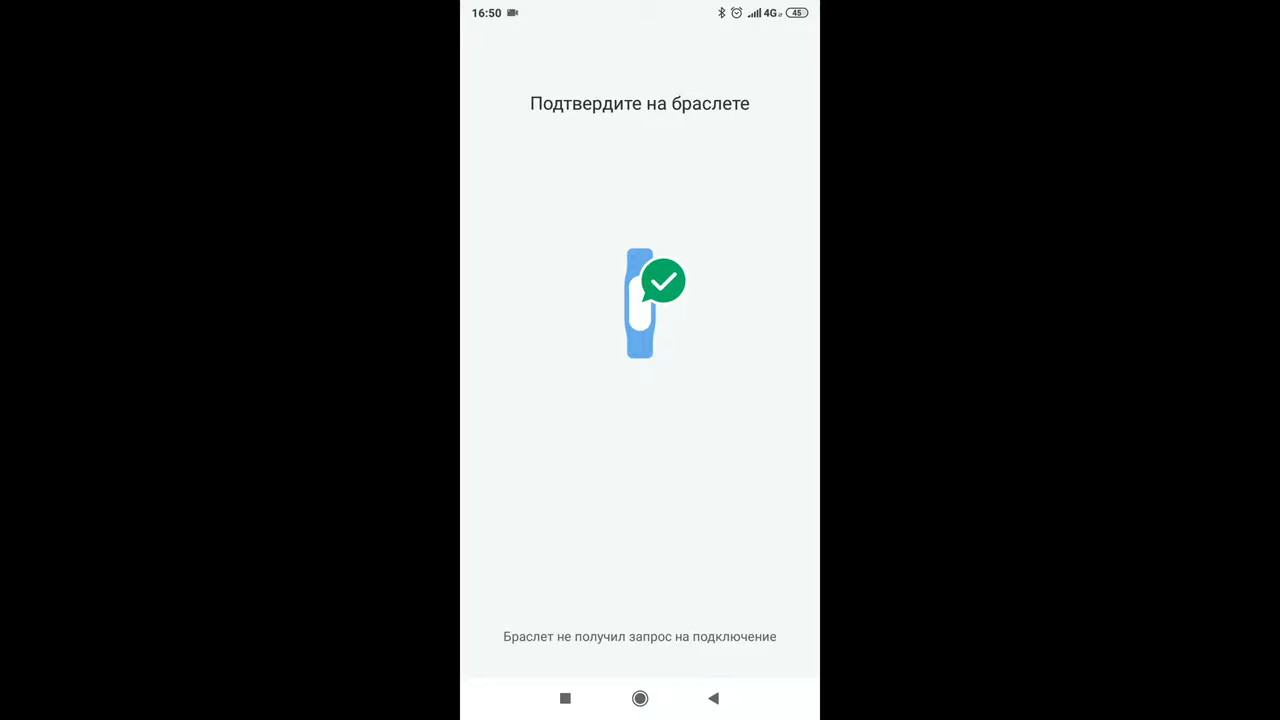 16:50 4G 45
Подтвердите на браслете
Браслет не получил запрос на подключение